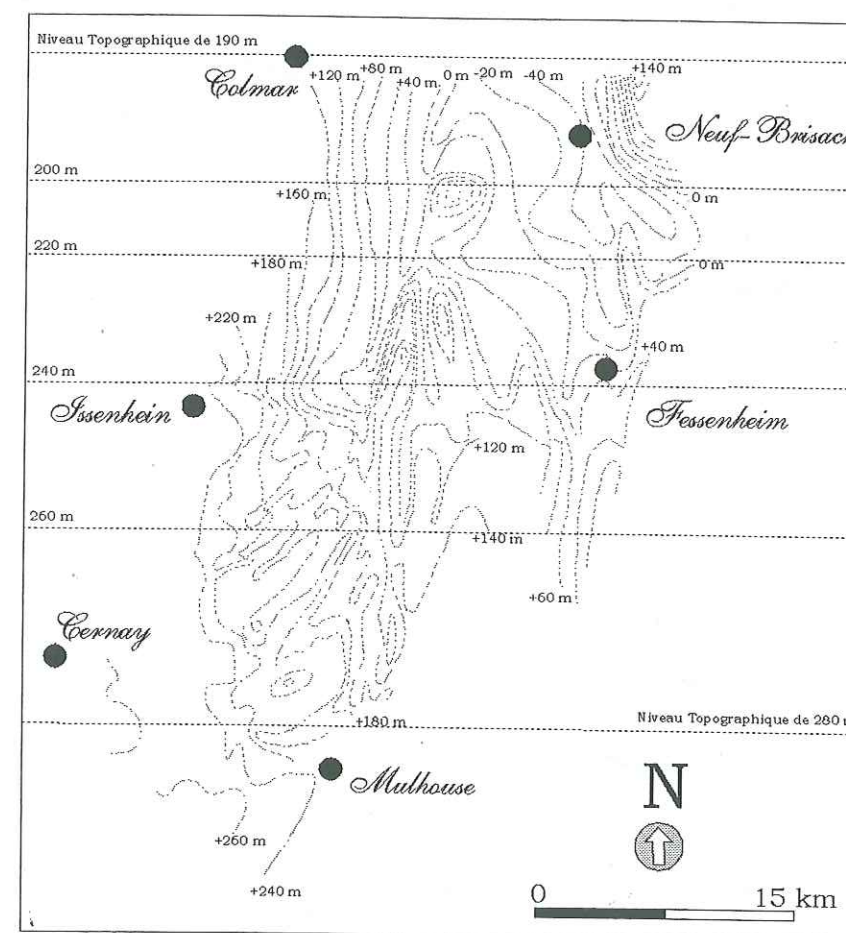 Niveau Topographique de 190 m
Colmar
+120 m
+80 m
+40 m
0 m
-20 m
-40 m
+140 m
Neuf-Brisach
200 m
+160 m
0 m
220 m
+180 m
0 m
+220 m
+40 m
240 m
Issenhein
Fessenheim
+120 m
260 m
+140 m
+60 m
Cernay
+180 m
Niveau Topographique de 280 m
Mulhouse
N
+260 m
+240 m
0
15 km